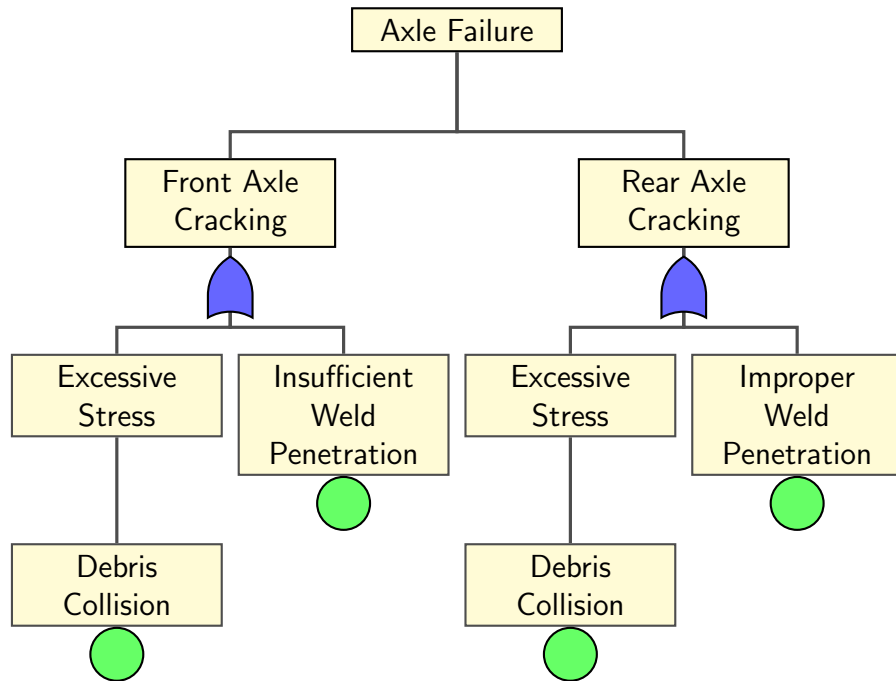 Axle Failure
Front Axle
Cracking
Rear Axle
Cracking
Excessive
Stress
Insufficient
Weld
Penetration
Excessive
Stress
Improper
Weld
Penetration
Debris
Collision
Debris
Collision